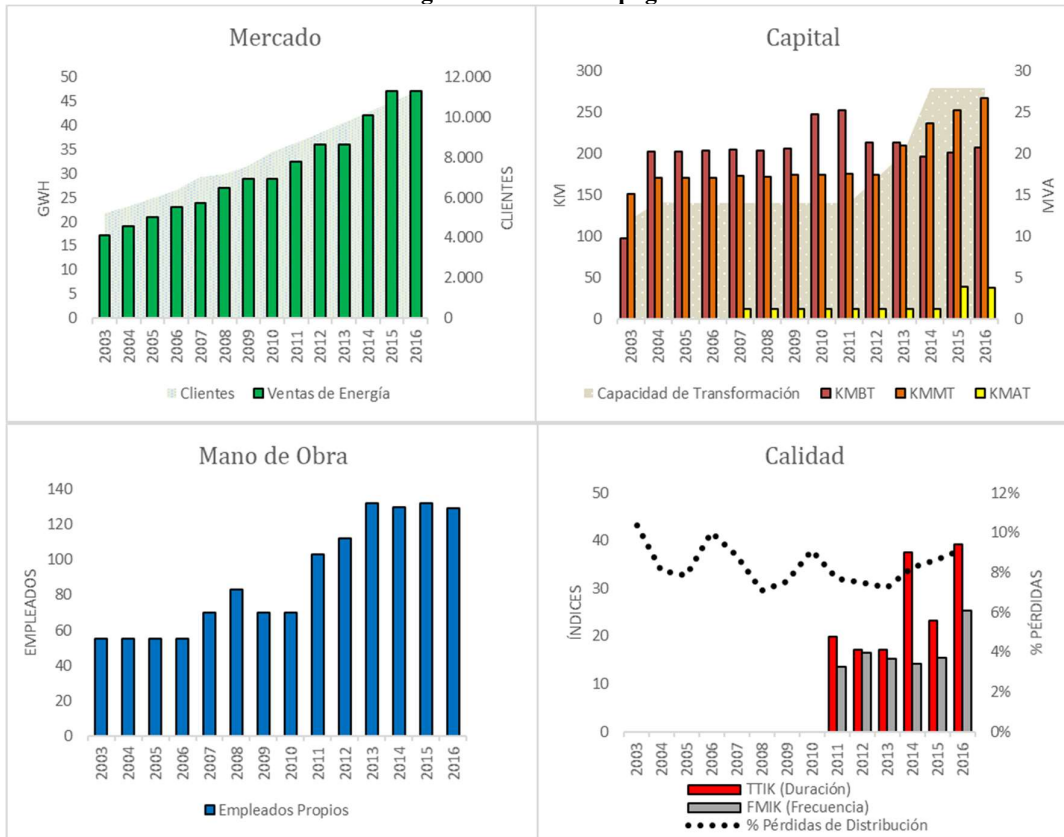 Mercado
50
45
40
35
30
25
20
15
10
5
0
GWH
12.000
10.000
8.000
6.000
4.000
2.000
0
CLIENTES
2003 2004 2005 2006 2007 2008 2009 2010 2011 2012 2013 2014 2015 2016
Clientes Ventas de Energía
Capital
300
250
200
150
100
50
0
KM
30
25
20
15
10
5
0
MVA
2003 2004 2005 2006 2007 2008 2009 2010 2011 2012 2013 2014 2015 2016
Capacidad de Transformación KMBT KMMT KMAT
Mano de Obra
140
120
100
80
60
40
20
0
EMPLEADOS
2003 2004 2005 2006 2007 2008 2009 2010 2011 2012 2013 2014 2015 2016
Empleados Propios
Calidad
50
40
30
20
10
0
ÍNDICES
12%
10%
8%
6%
4%
2%
0%
% PÉRDIDAS
2003 2004 2005 2006 2007 2008 2009 2010 2011 2012 2013 2014 2015 2016
TTIK (Duración)
FMIK (Frecuencia)
% Pérdidas de Distribución